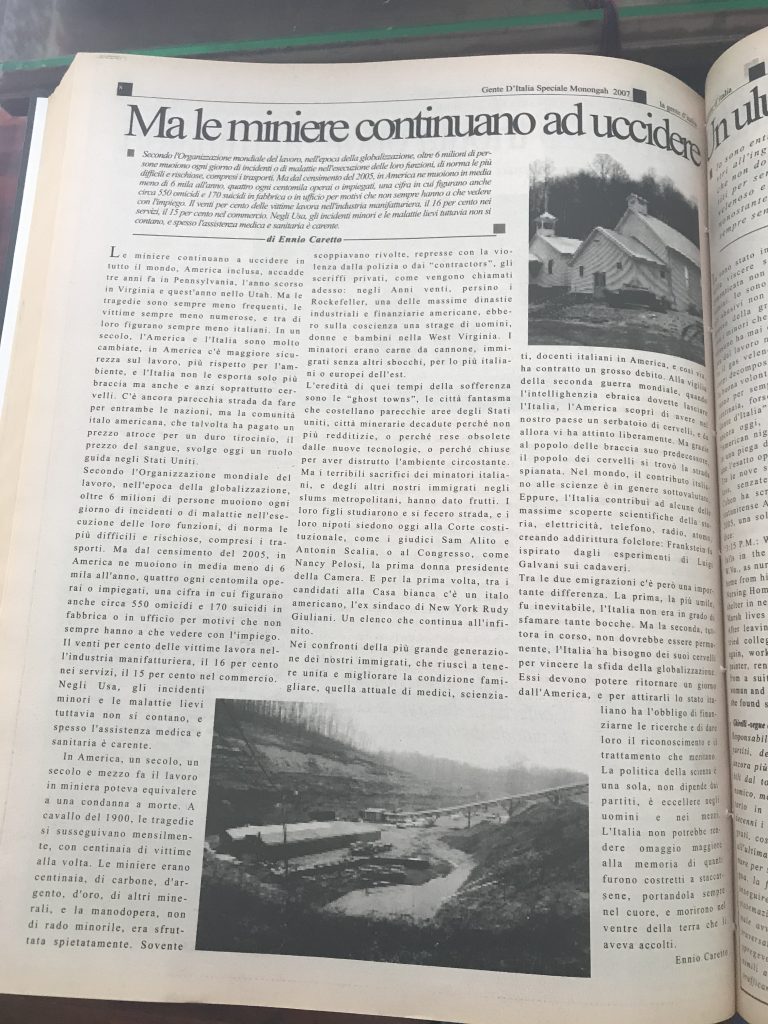 Gente D'Italia Speciale Monongah 2007
la gente d'italia
Ma le miniere continuano ad uccidere
Secondo l'Organizzazione mondiale del lavoro, nell'epoca della globalizzazione, oltre 6 milioni di per-
sone muoiono ogni giorno di incidenti o di malattie nell'esecuzione delle loro funzioni, di norma le più
difficili e rischiose, compresi i trasporti. Ma dal censimento del 2005, in America ne muoiono in media
meno di 6 mila all'anno, quattro ogni centomila operai o impiegati, una cifra in cui figurano anche
circa 550 omicidi e 170 suicidi in fabbrica o in ufficio per motivi che non sempre hanno a che vedere
con l'impiego. Il venti per cento delle vittime lavora nell'industria manifatturiera, il 16 per cento nei
servizi, il 15 per cento nel commercio. Negli Usa, gli incidenti minori e le malattie lievi tuttavia non si
contano, e spesso l'assistenza medica e sanitaria è carente.
di Ennio Caretto
Le miniere continuano a uccidere in
tutto il mondo, America inclusa, accadde
tre anni fa in Pennsylvania, l'anno scorso
in Virginia e quest'anno nello Utah. Ma le
tragedie sono sempre meno frequenti, le
vittime sempre meno numerose, e tra di
loro figurano sempre meno italiani. In un
secolo, l'America e l'Italia sono molto
cambiate, in America c'è maggiore sicu-
rezza sul lavoro, più rispetto per l'am-
biente, e l'Italia non le esporta solo più
braccia ma anche e anzi soprattutto cer-
velli. C'è ancora parecchia strada da fare
per entrambe le nazioni, ma la comunità
italo americana, che talvolta ha pagato un
prezzo atroce per un duro tirocinio, il
prezzo del sangue, svolge oggi un ruolo
guida negli Stati Uniti.
Secondo l'Organizzazione mondiale del
lavoro, nell'epoca della globalizzazione,
oltre 6 milioni di persone muoiono ogni
giorno di incidenti o di malattie nell'ese-
cuzione delle loro funzioni, di norma le
più difficili e rischiose, compresi i tra-
sporti. Ma dal censimento del 2005, in
America ne muoiono in media meno di 6
mila all'anno, quattro ogni centomila ope-
rai o impiegati, una cifra in cui figurano
anche circa 550 omicidi e 170 suicidi in
fabbrica o in ufficio per motivi che non
sempre hanno a che vedere con l'impiego.
Il venti per cento delle vittime lavora nel-
l'industria manifatturiera, il 16 per cento
nei servizi, il 15 per cento nel commercio.
Negli Usa, gli incidenti
minori e le malattie lievi
tuttavia non si contano, e
spesso l'assistenza medica e
sanitaria è carente.
In America, un secolo, un
secolo e mezzo fa il lavoro
in miniera poteva equivalere
a una condanna a morte. A
cavallo del 1900, le tragedie
si susseguivano mensilmen-
te, con centinaia di vittime
alla volta. Le miniere erano
centinaia, di carbone, d'ar-
gento, d'oro, di altri mine-
rali, e la manodopera, non
di rado minorile, era sfrut-
tata spietatamente. Sovente
scoppiavano rivolte, represse con la vio-
lenza dalla polizia o dai "contractors", gli
sceriffi privati, come vengono chiamati
adesso: negli Anni venti, persino i
Rockefeller, una delle massime dinastie
industriali e finanziarie americane, ebbe-
ro sulla coscienza una strage di uomini,
donne e bambini nella West Virginia. I
minatori erano carne da cannone, immi-
grati senza altri sbocchi, per lo più italia-
ni o europei dell'est.
L'eredità di quei tempi della sofferenza
sono le "ghost towns", le città fantasma
che costellano parecchie aree degli Stati
uniti, città minerarie decadute perché non
più redditizie, o perché rese obsolete
dalle nuove tecnologie, o perché chiuse
per aver distrutto l'ambiente circostante.
Ma i terribili sacrifici dei minatori italia-
ni, e degli altri nostri immigrati negli
slums metropolitani, hanno dato frutti. I
loro figli studiarono e si fecero strada, e i
loro nipoti siedono oggi alla Corte costi-
tuzionale, come i giudici Sam Alito e
Antonin Scalia, o al Congresso, come
Nancy Pelosi, la prima donna presidente
della Camera. E per la prima volta, tra i
candidati alla Casa bianca c'è un italo
americano, l'ex sindaco di New York Rudy
Giuliani. Un elenco che continua all'infi-
nito.
Nei confronti della più grande generazio-
ne dei nostri immigrati, che riuscì a tene-
re unita e migliorare la condizione fami-
gliare, quella attuale di medici, scienzia-
ti, docenti italiani in America, e così via,
ha contratto un grosso debito. Alla vigilia
della seconda guerra mondiale, quando
l'intellighenzia ebraica dovette lasciare
l'Italia, l'America scoprì di avere nel
nostro paese un serbatoio di cervelli, e da
allora vi ha attinto liberamente. Ma grazie
al popolo delle braccia suo predecessore,
il popolo dei cervelli si trovò la strada
spianata. Nel mondo, il contributo italia-
no alle scienze è in genere sottovalutato.
Eppure, l'Italia contribuì ad alcune delle
massime scoperte scientifiche della sto-
ria, elettricità, telefono, radio, atomo,
creando addirittura folclore: Frankstein fu
ispirato dagli esperimenti di Luigi
Galvani sui cadaveri.
Tra le due emigrazioni c'è però una impor-
tante differenza. La prima, la più umile,
fu inevitabile, l'Italia non era in grado di
sfamare tante bocche. Ma la seconda, tut-
tora in corso, non dovrebbe essere perma-
nente, l'Italia ha bisogno dei suoi cervelli
per vincere la sfida della globalizzazione.
Essi devono potere ritornare un giorno
dall'America, e per attirarli lo stato ita-
liano ha l'obbligo di finan-
ziarne le ricerche e di dare
loro il riconoscimento e il
trattamento che meritano.
La politica della scienza è
una sola, non dipende dai
partiti, è eccellere negli
uomini e nei mezzi.
L'Italia non potrebbe ren-
dere omaggio maggiore
alla memoria di quanti
furono costretti a staccar-
sene, portandola sempre
nel cuore, e morirono nel
ventre della terra che li
aveva accolti.
Ennio Caretto